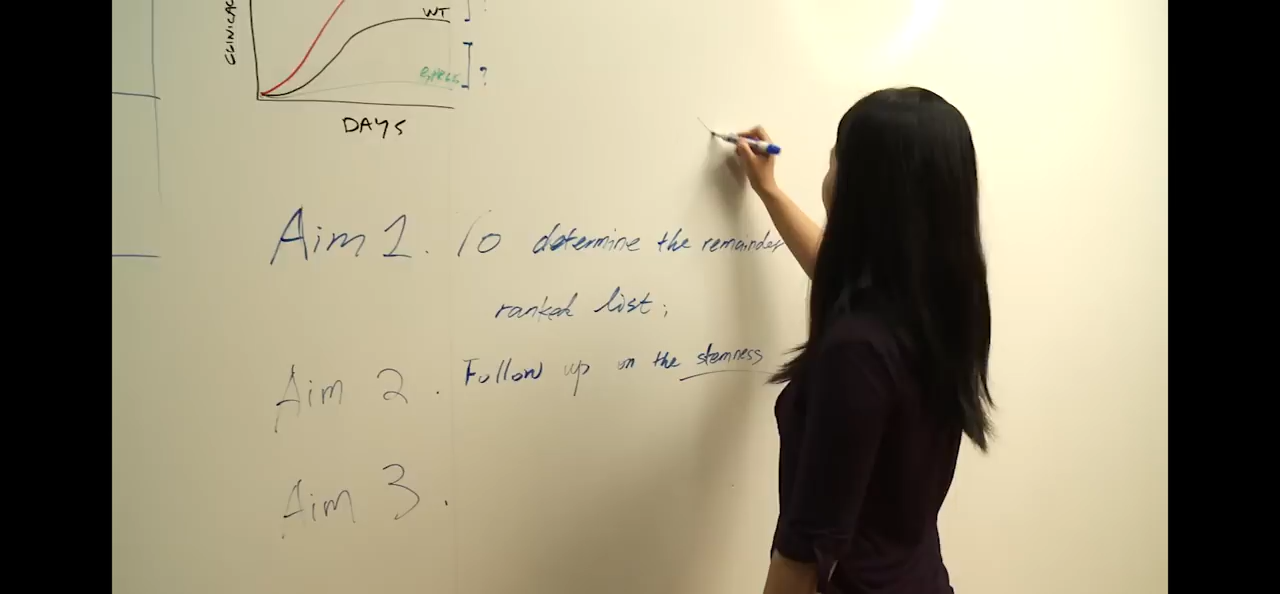 CLINICAL
WT
?
?
DAYS
Aim 1. To determine the remainder
ranked list;
Aim 2. Follow up on the stemness
Aim 3.